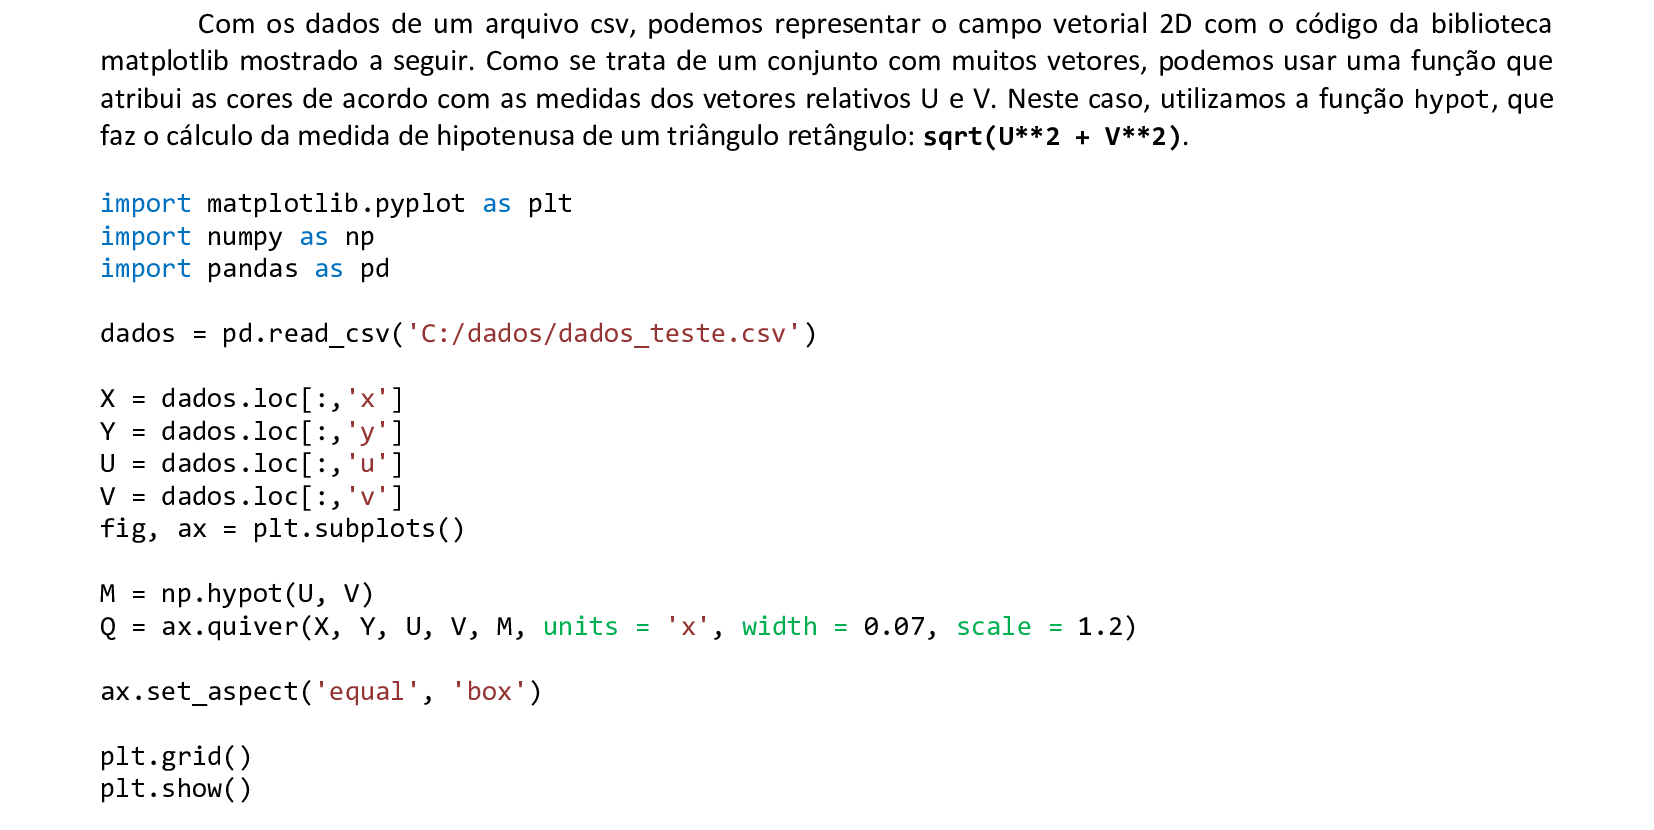 Com os dados de um arquivo csv, podemos representar o campo vetorial 2D com o código da biblioteca
matplotlib mostrado a seguir. Como se trata de um conjunto com muitos vetores, podemos usar uma função que
atribui as cores de acordo com as medidas dos vetores relativos U e V. Neste caso, utilizamos a função hypot, que
faz o cálculo da medida de hipotenusa de um triângulo retângulo: sqrt(U**2 + V**2).
import matplotlib.pyplot as plt
import numpy as np
import pandas as pd
dados = pd.read_csv('C:/dados/dados_teste.csv')
X = dados.loc[:,'x']
Y = dados.loc[:,'y']
U = dados.loc[:,'u']
V = dados.loc[:,'v']
fig, ax = plt.subplots()
M = np.hypot(U, V)
Q = ax.quiver(X, Y, U, V, M, units = 'x', width = 0.07, scale = 1.2)
ax.set_aspect('equal', 'box')
plt.grid()
plt.show()